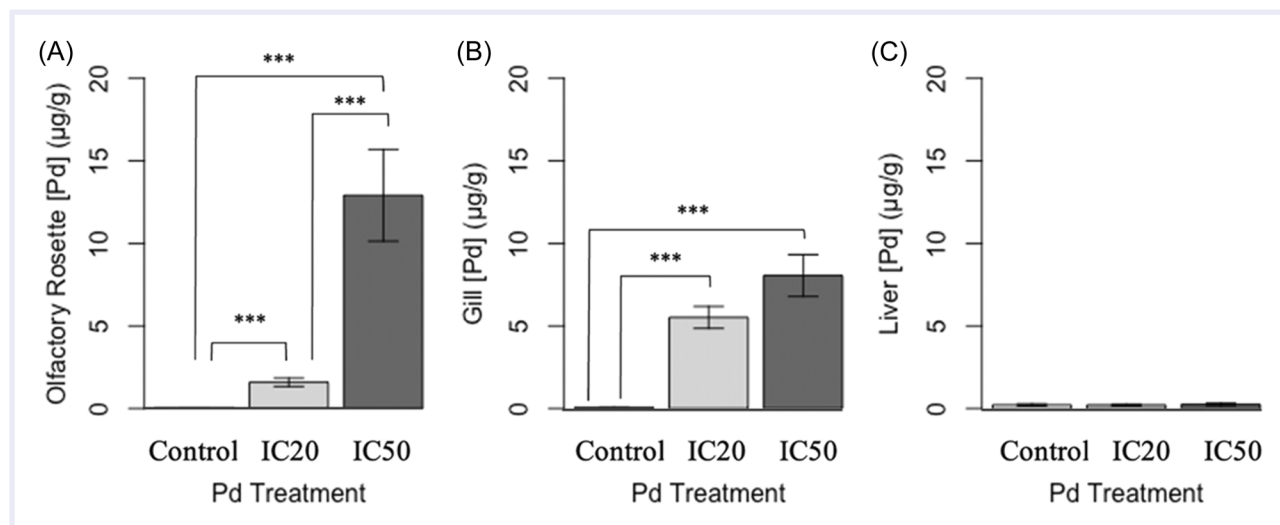 (A)
Olfactory Rosette [Pd] (µg/g)
20
15
10
5
0
***
***
***
Control IC20 IC50
Pd Treatment
(B)
Gill [Pd] (µg/g)
20
15
10
5
0
***
***
Control IC20 IC50
Pd Treatment
(C)
Liver [Pd] (µg/g)
20
15
10
5
0
Control IC20 IC50
Pd Treatment